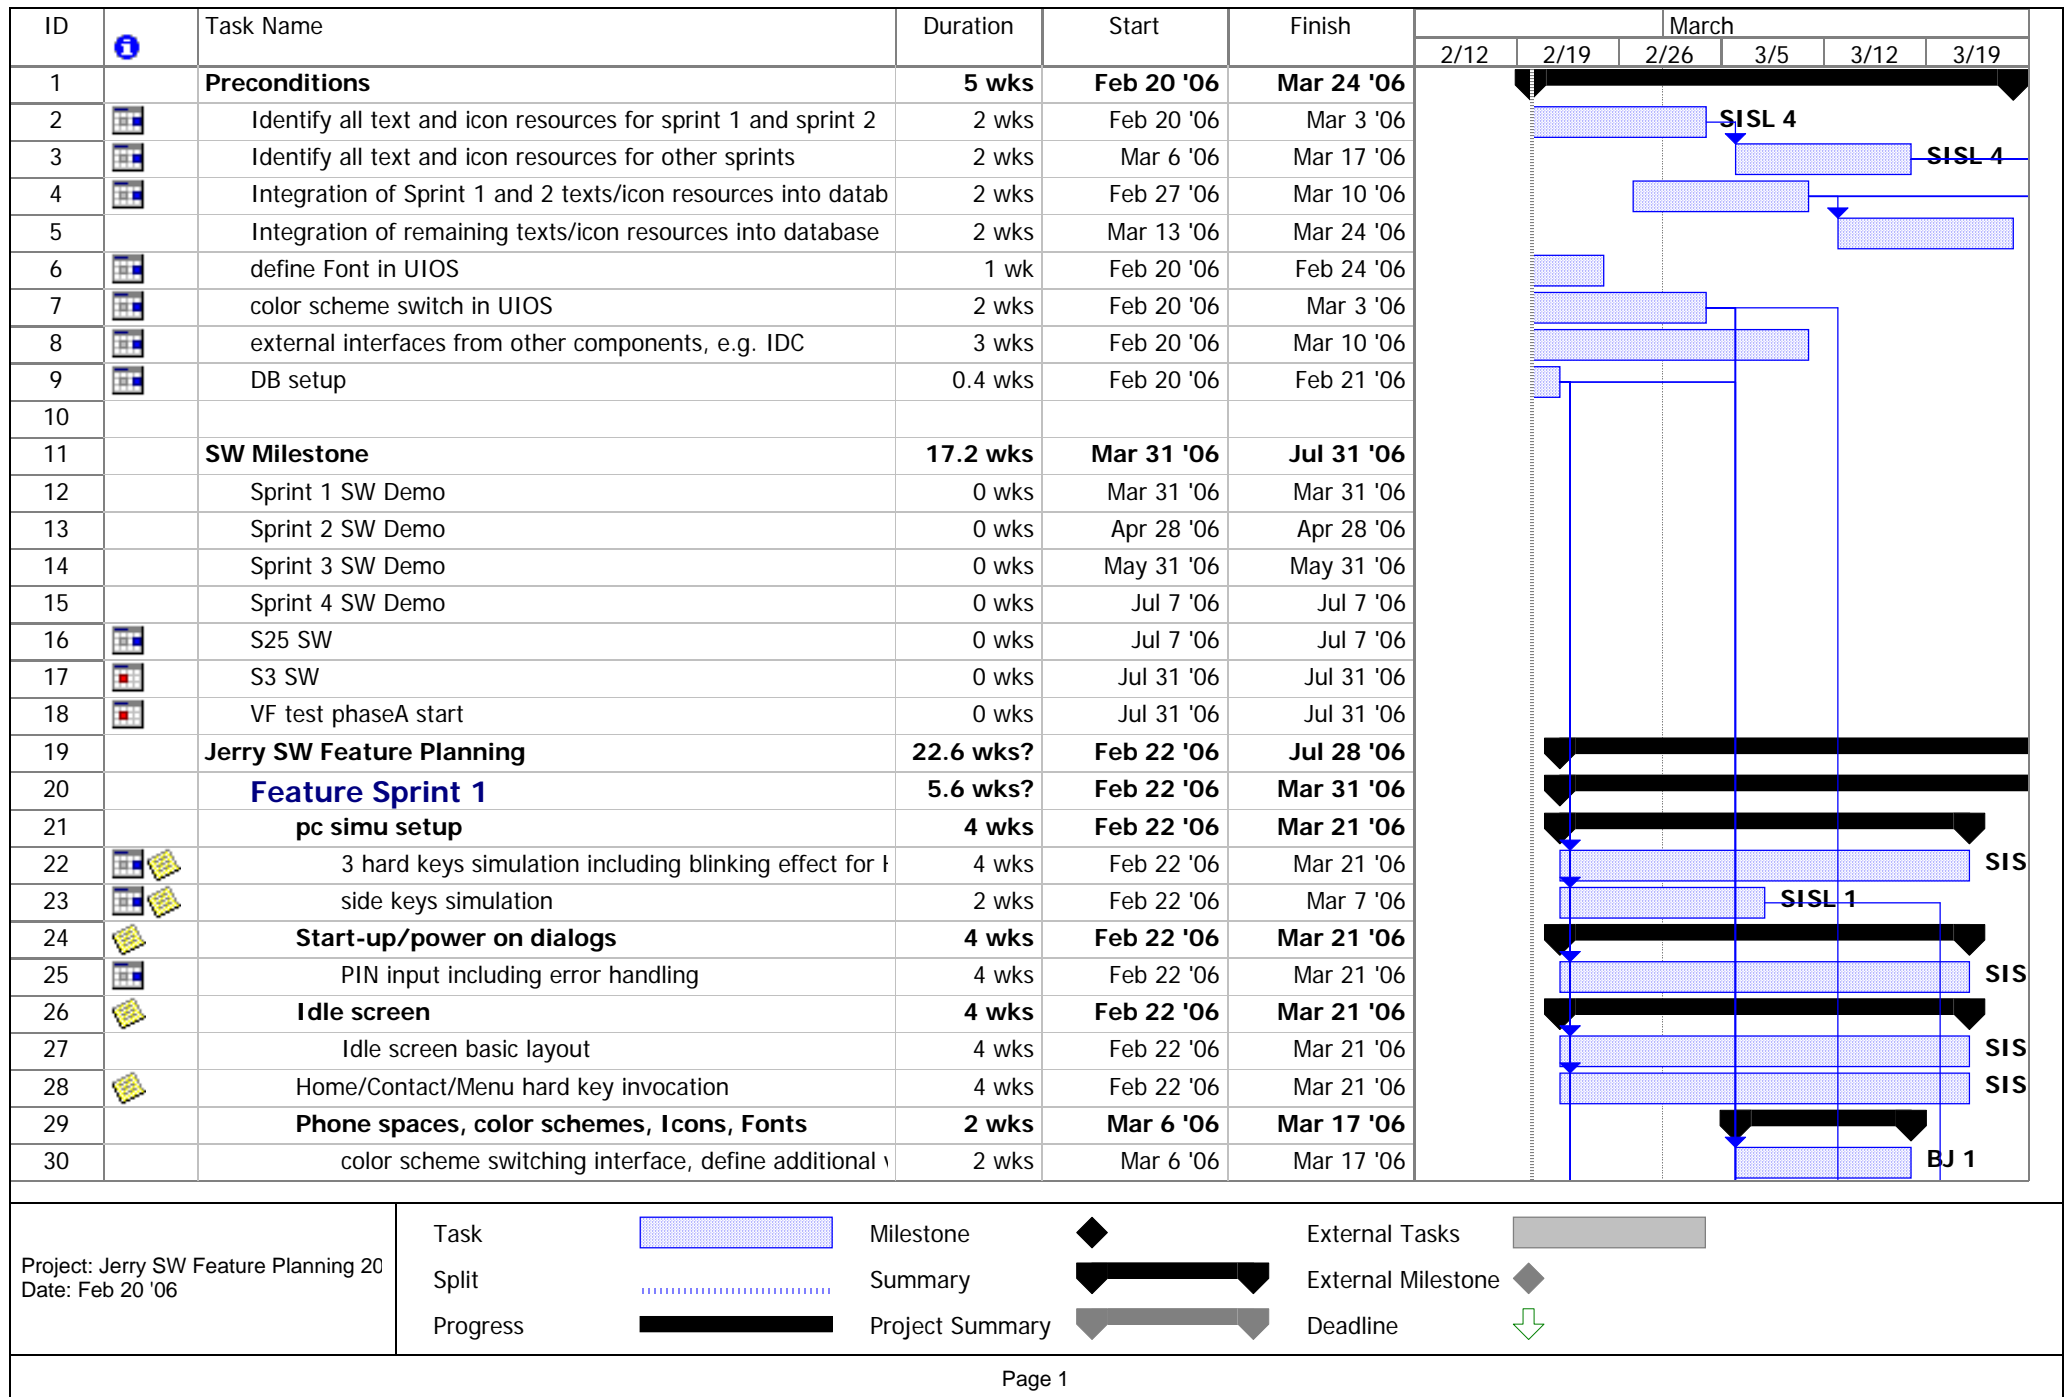 ID Task Name Duration Start Finish March
2/12 2/19 2/26 3/5 3/12 3/19
1 Preconditions 5 wks Feb 20 '06 Mar 24 '06
2 Identify all text and icon resources for sprint 1 and sprint 2 2 wks Feb 20 '06 Mar 3 '06 SISL 4
3 Identify all text and icon resources for other sprints 2 wks Mar 6 '06 Mar 17 '06 SISL 4
4 Integration of Sprint 1 and 2 texts/icon resources into datab 2 wks Feb 27 '06 Mar 10 '06
5 Integration of remaining texts/icon resources into database 2 wks Mar 13 '06 Mar 24 '06
6 define Font in UIOS 1 wk Feb 20 '06 Feb 24 '06
7 color scheme switch in UIOS 2 wks Feb 20 '06 Mar 3 '06
8 external interfaces from other components, e.g. IDC 3 wks Feb 20 '06 Mar 10 '06
9 DB setup 0.4 wks Feb 20 '06 Feb 21 '06
10
11 SW Milestone 17.2 wks Mar 31 '06 Jul 31 '06
12 Sprint 1 SW Demo 0 wks Mar 31 '06 Mar 31 '06
13 Sprint 2 SW Demo 0 wks Apr 28 '06 Apr 28 '06
14 Sprint 3 SW Demo 0 wks May 31 '06 May 31 '06
15 Sprint 4 SW Demo 0 wks Jul 7 '06 Jul 7 '06
16 S25 SW 0 wks Jul 7 '06 Jul 7 '06
17 S3 SW 0 wks Jul 31 '06 Jul 31 '06
18 VF test phaseA start 0 wks Jul 31 '06 Jul 31 '06
19 Jerry SW Feature Planning 22.6 wks? Feb 22 '06 Jul 28 '06
20 Feature Sprint 1 5.6 wks? Feb 22 '06 Mar 31 '06
21 pc simu setup 4 wks Feb 22 '06 Mar 21 '06
22 3 hard keys simulation including blinking effect for 4 wks Feb 22 '06 Mar 21 '06 SIS
23 side keys simulation 2 wks Feb 22 '06 Mar 7 '06 SISL 1
24 Start-up/power on dialogs 4 wks Feb 22 '06 Mar 21 '06
25 PIN input including error handling 4 wks Feb 22 '06 Mar 21 '06 SIS
26 Idle screen 4 wks Feb 22 '06 Mar 21 '06
27 Idle screen basic layout 4 wks Feb 22 '06 Mar 21 '06 SIS
28 Home/Contact/Menu hard key invocation 4 wks Feb 22 '06 Mar 21 '06 SIS
29 Phone spaces, color schemes, Icons, Fonts 2 wks Mar 6 '06 Mar 17 '06
30 color scheme switching interface, define additional 2 wks Mar 6 '06 Mar 17 '06 BJ 1
Project: Jerry SW Feature Planning 20
Date: Feb 20 '06
Task Milestone External Tasks
Split Summary External Milestone
Progress Project Summary Deadline
Page 1